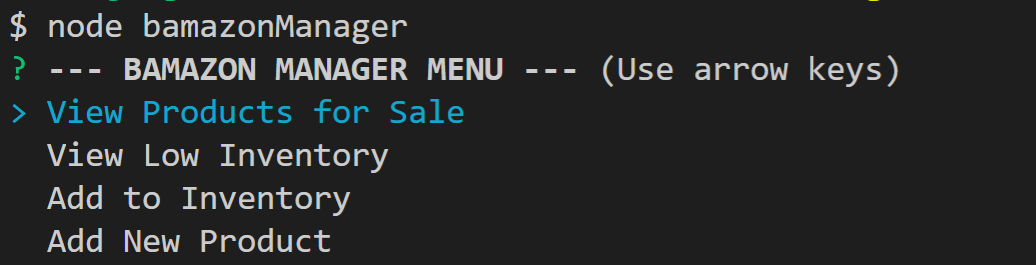 $ node bamazonManager
? --- BAMAZON MANAGER MENU --- (Use arrow keys)
> View Products for Sale
View Low Inventory
Add to Inventory
Add New Product